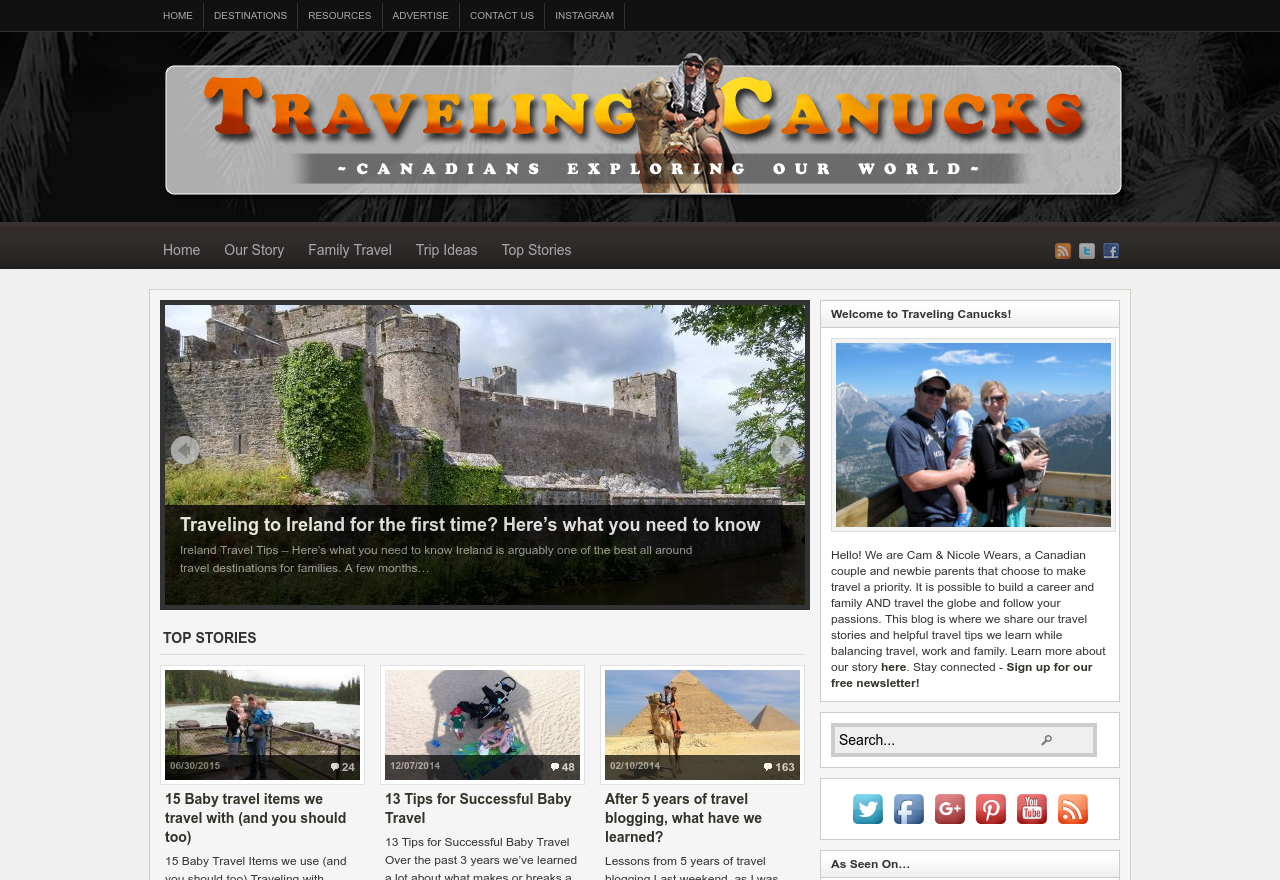 HOME
DESTINATIONS
RESOURCES
ADVERTISE
CONTACT US
INSTAGRAM
TRAVELING CANUCKS
~CANADIANS EXPLORING OUR WORLD~
Home
Our Story
Family Travel
Trip Ideas
Top Stories
Traveling to Ireland for the first time? Here’s what you need to know
Ireland Travel Tips – Here’s what you need to know Ireland is arguably one of the best all around
travel destinations for families. A few months…
TOP STORIES
06/30/2015
24
15 Baby travel items we
travel with (and you should
too)
15 Baby Travel Items we use (and
you should too) Traveling with
12/07/2014
48
13 Tips for Successful Baby
Travel
13 Tips for Successful Baby Travel
Over the past 3 years we’ve learned
a lot about what makes or breaks a
02/10/2014
163
After 5 years of travel
blogging, what have we
learned?
Lessons from 5 years of travel
blogging Last weekend, as I was
Welcome to Traveling Canucks!
Hello! We are Cam & Nicole Wears, a Canadian
couple and newbie parents that choose to make
travel a priority. It is possible to build a career and
family AND travel the globe and follow your
passions. This blog is where we share our travel
stories and helpful travel tips we learn while
balancing travel, work and family. Learn more about
our story here. Stay connected - Sign up for our
free newsletter!
Search...
You
Tube
As Seen On…